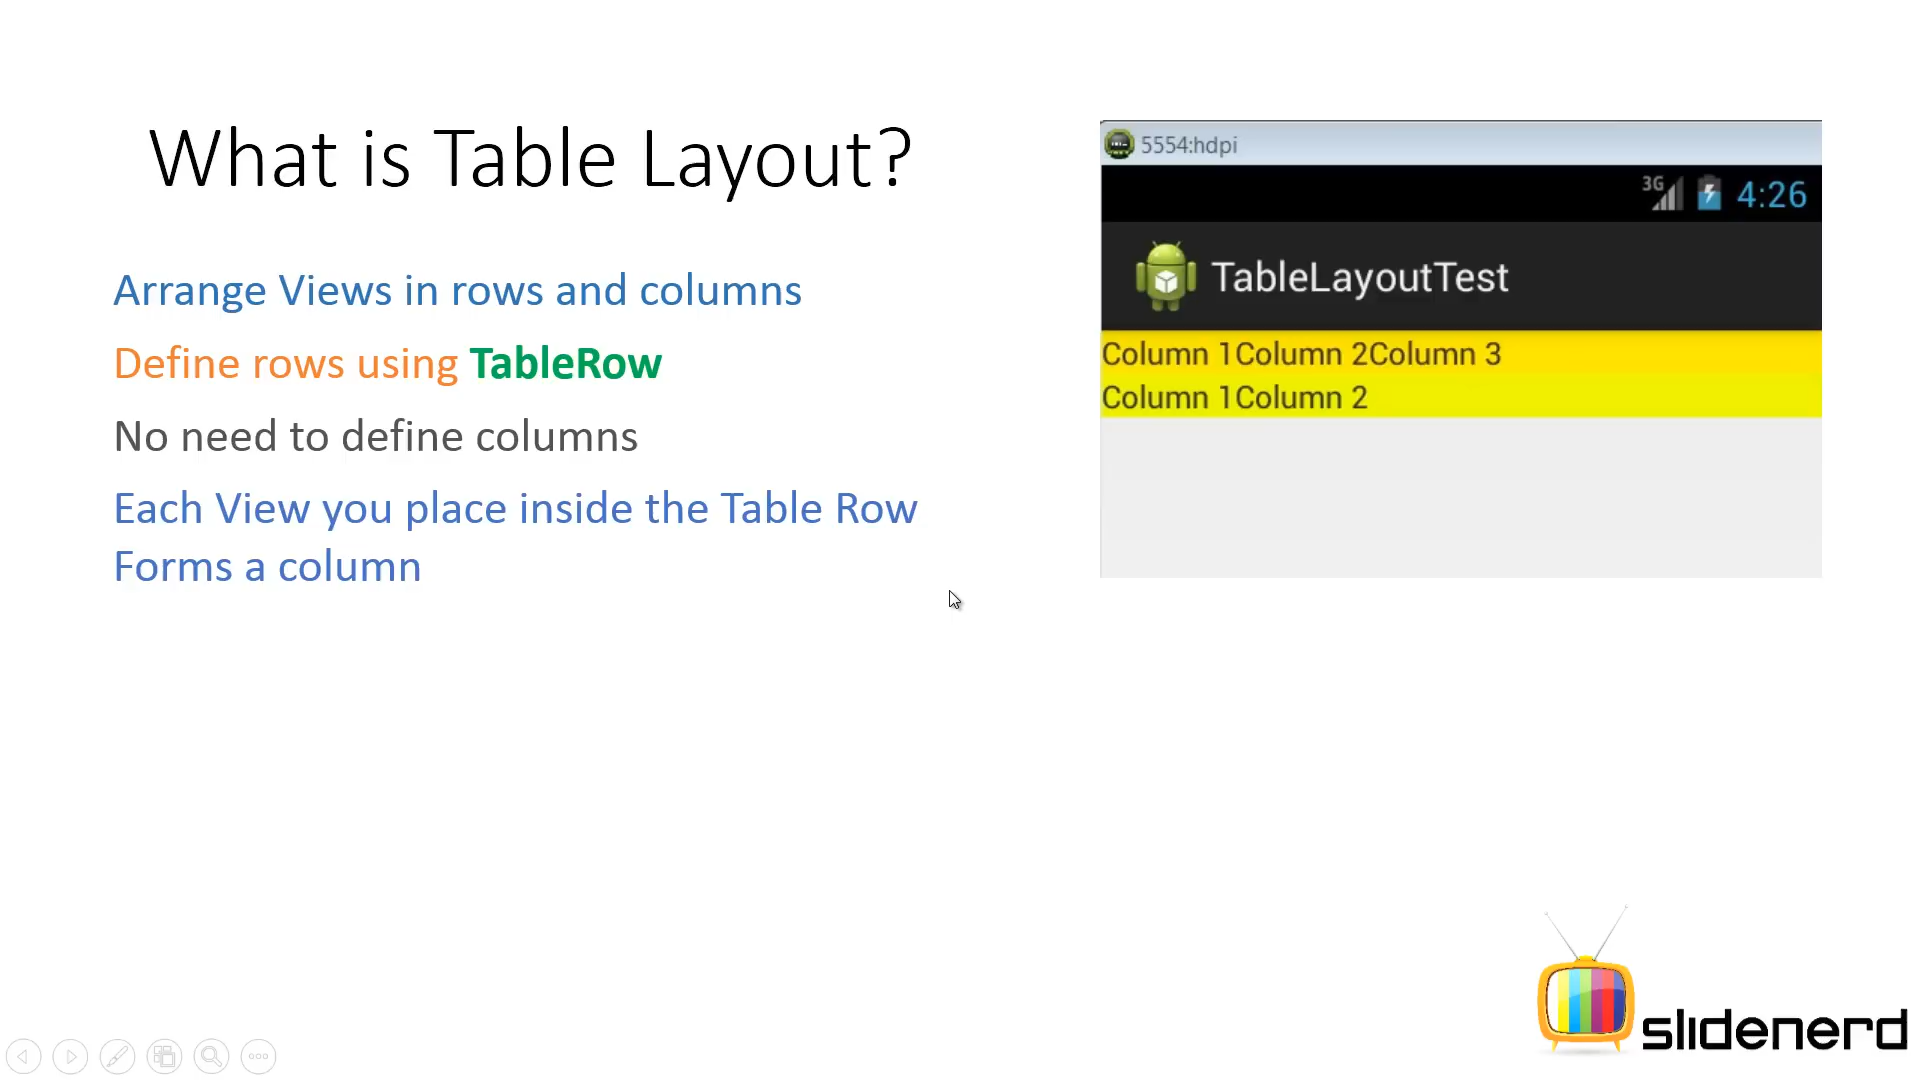 What is Table Layout?
Arrange Views in rows and columns
Define rows using TableRow
No need to define columns
Each View you place inside the Table Row
Forms a column
5554:hdpi
3G 4:26
TableLayoutTest
Column 1Column 2Column 3
Column 1Column 2
slidenerd